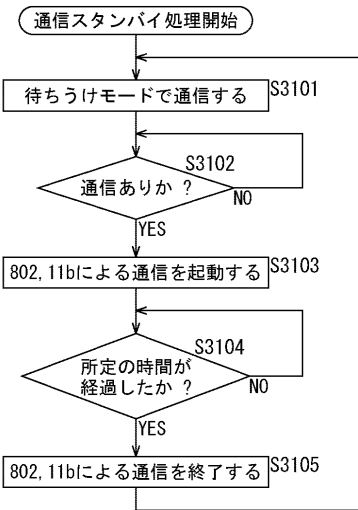 通信スタンバイ処理開始
待ちうけモードで通信する
S3101
S3102
通信ありか ?
NO
YES
802,11bによる通信を起動する
S3103
S3104
所定の時間が
経過したか ?
NO
YES
802,11bによる通信を終了する
S3105